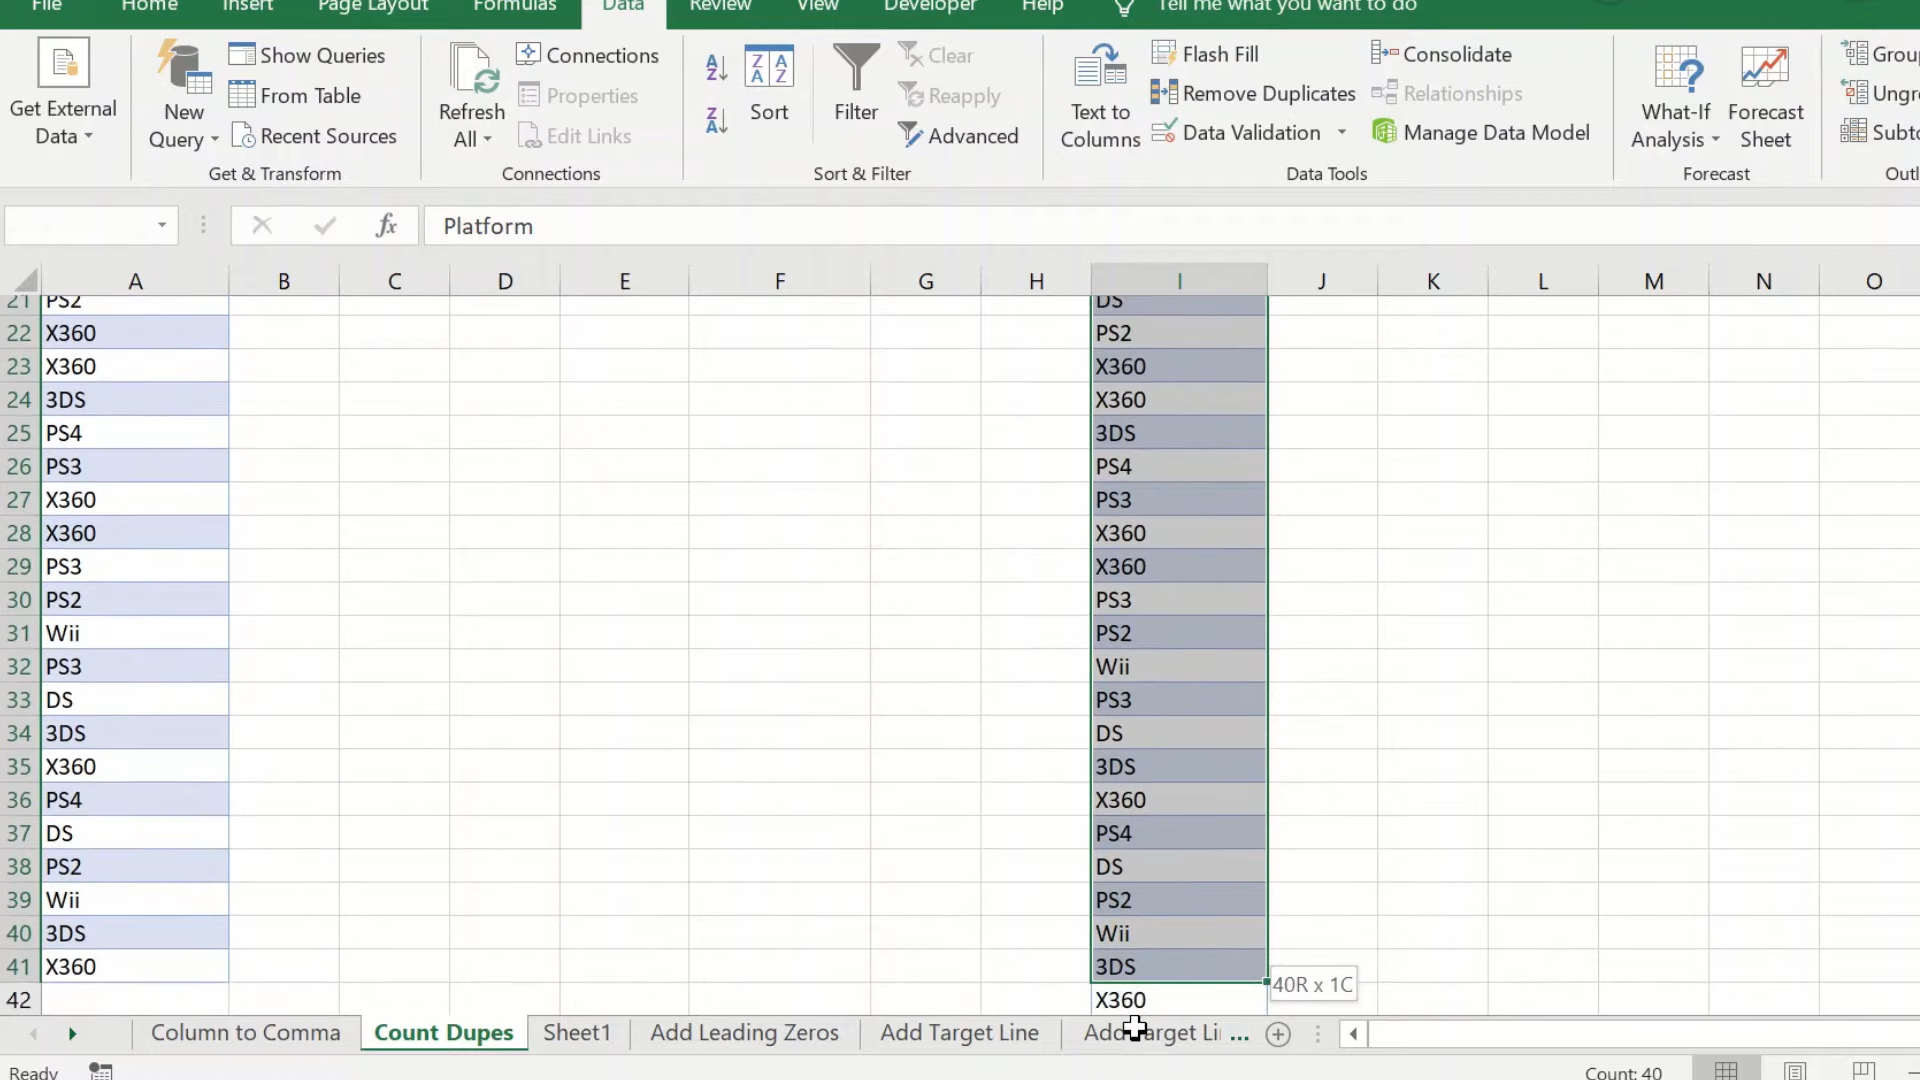 File Home Insert Page Layout Formulas Data Review View Developer Help Tell me what you want to do
Get External Data
New Query
Show Queries
From Table
Recent Sources
Get & Transform
Refresh All
Connections
Properties
Edit Links
Connections
Sort
Filter
Clear
Reapply
Advanced
Sort & Filter
Text to Columns
Flash Fill
Remove Duplicates
Data Validation
Consolidate
Relationships
Manage Data Model
Data Tools
What-If Analysis
Forecast Sheet
Forecast
fx Platform
A B C D E F G H I J K L M N O
21 PS2 DS
22 X360 PS2
23 X360 X360
24 3DS X360
25 PS4 3DS
26 PS3 PS4
27 X360 PS3
28 X360 X360
29 PS3 X360
30 PS2 PS3
31 Wii PS2
32 PS3 Wii
33 DS PS3
34 3DS DS
35 X360 3DS
36 PS4 X360
37 DS PS4
38 PS2 DS
39 Wii PS2
40 3DS Wii
41 X360 3DS
40R x 1C
42 X360
Column to Comma Count Dupes Sheet1 Add Leading Zeros Add Target Line Add Target Li ...
Ready Count: 40